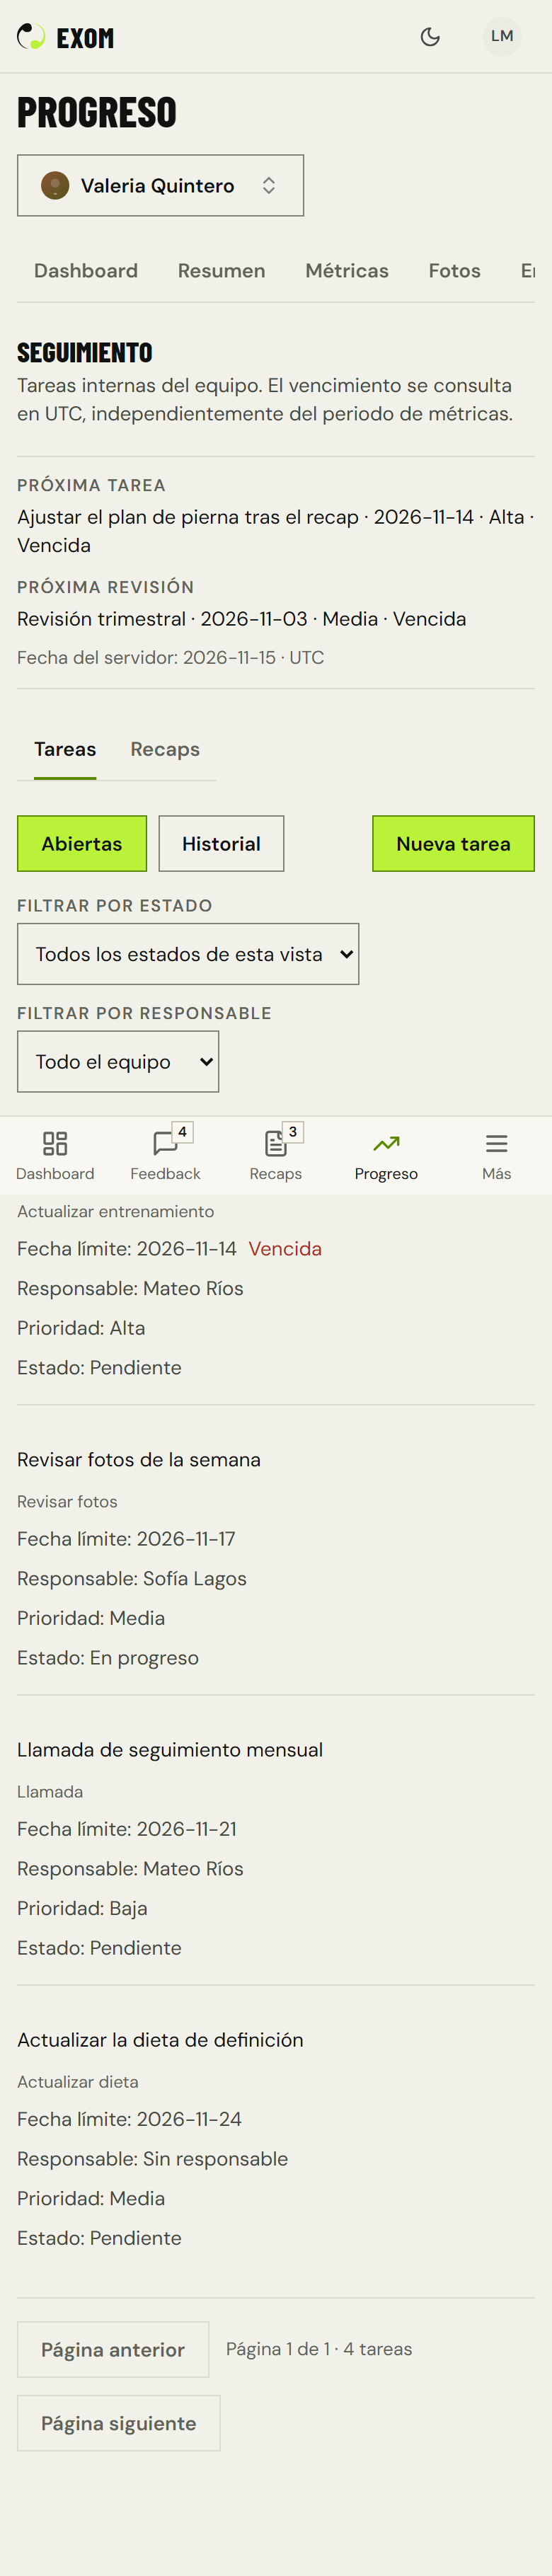 EXOM
LM
PROGRESO
Valeria Quintero
Dashboard Resumen Métricas Fotos
SEGUIMIENTO
Tareas internas del equipo. El vencimiento se consulta
en UTC, independientemente del periodo de métricas.
PRÓXIMA TAREA
Ajustar el plan de pierna tras el recap · 2026-11-14 · Alta ·
Vencida
PRÓXIMA REVISIÓN
Revisión trimestral · 2026-11-03 · Media · Vencida
Fecha del servidor: 2026-11-15 · UTC
Tareas Recaps
Abiertas Historial Nueva tarea
FILTRAR POR ESTADO
Todos los estados de esta vista
FILTRAR POR RESPONSABLE
Todo el equipo
4 3
Dashboard Feedback Recaps Progreso Más
Actualizar entrenamiento
Fecha límite: 2026-11-14 Vencida
Responsable: Mateo Ríos
Prioridad: Alta
Estado: Pendiente
Revisar fotos de la semana
Revisar fotos
Fecha límite: 2026-11-17
Responsable: Sofía Lagos
Prioridad: Media
Estado: En progreso
Llamada de seguimiento mensual
Llamada
Fecha límite: 2026-11-21
Responsable: Mateo Ríos
Prioridad: Baja
Estado: Pendiente
Actualizar la dieta de definición
Actualizar dieta
Fecha límite: 2026-11-24
Responsable: Sin responsable
Prioridad: Media
Estado: Pendiente
Página anterior Página 1 de 1 · 4 tareas
Página siguiente